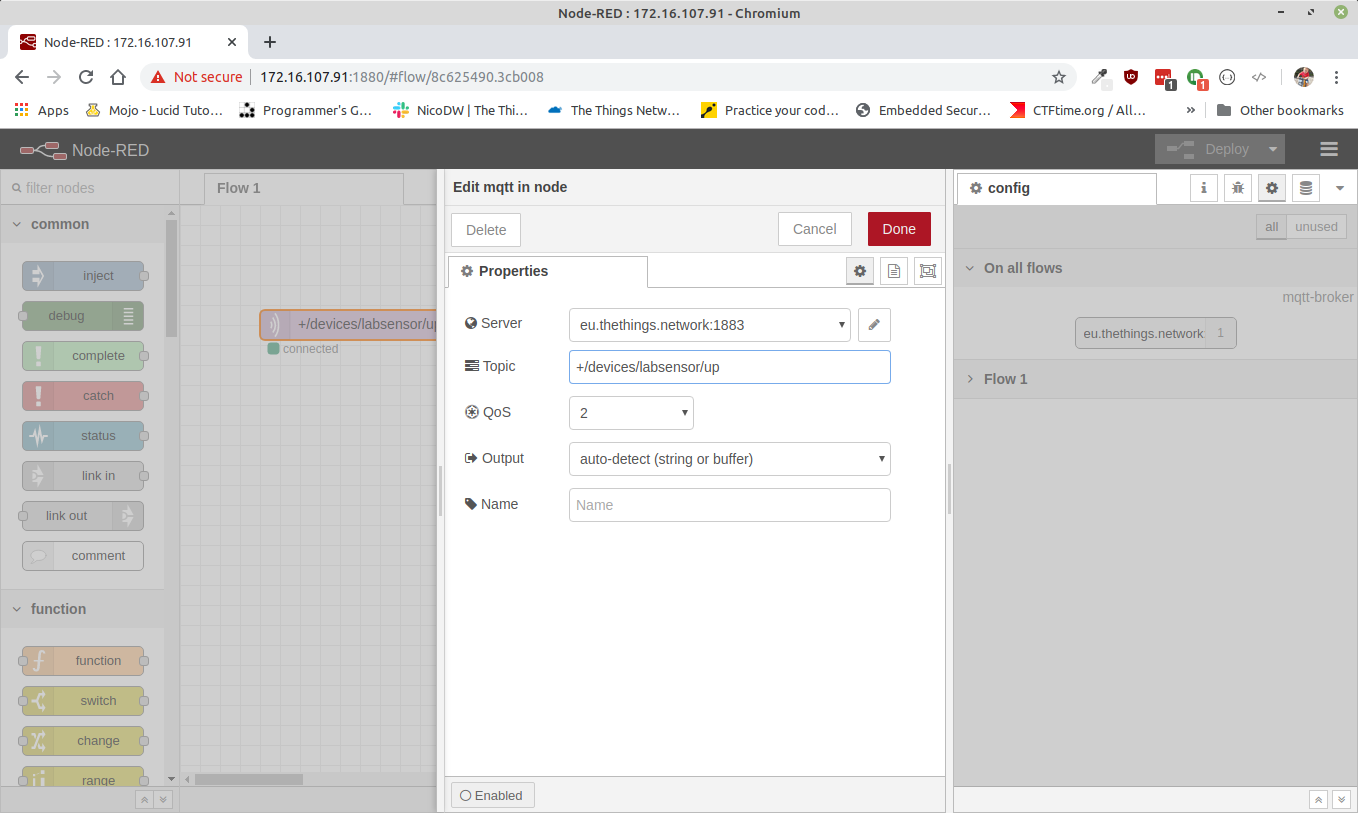 Node-RED : 172.16.107.91 - Chromium
Node-RED : 172.16.107.91
Not secure 172.16.107.91:1880/#flow/8c625490.3cb008
1 1
Apps Mojo - Lucid Tuto… Programmer's G… NicoDW | The Thi… The Things Netw… Practice your cod… Embedded Secur… CTFtime.org / All… » Other bookmarks
Node-RED Deploy
filter nodes
common
inject
debug
complete
catch
status
link in
link out
comment
function
function
switch
change
range
Flow 1
+/devices/labsensor/up
connected
Edit mqtt in node
Delete Cancel Done
Properties
Server eu.thethings.network:1883
Topic +/devices/labsensor/up
QoS 2
Output auto-detect (string or buffer)
Name Name
Enabled
config
all unused
On all flows
mqtt-broker
eu.thethings.network: 1
Flow 1